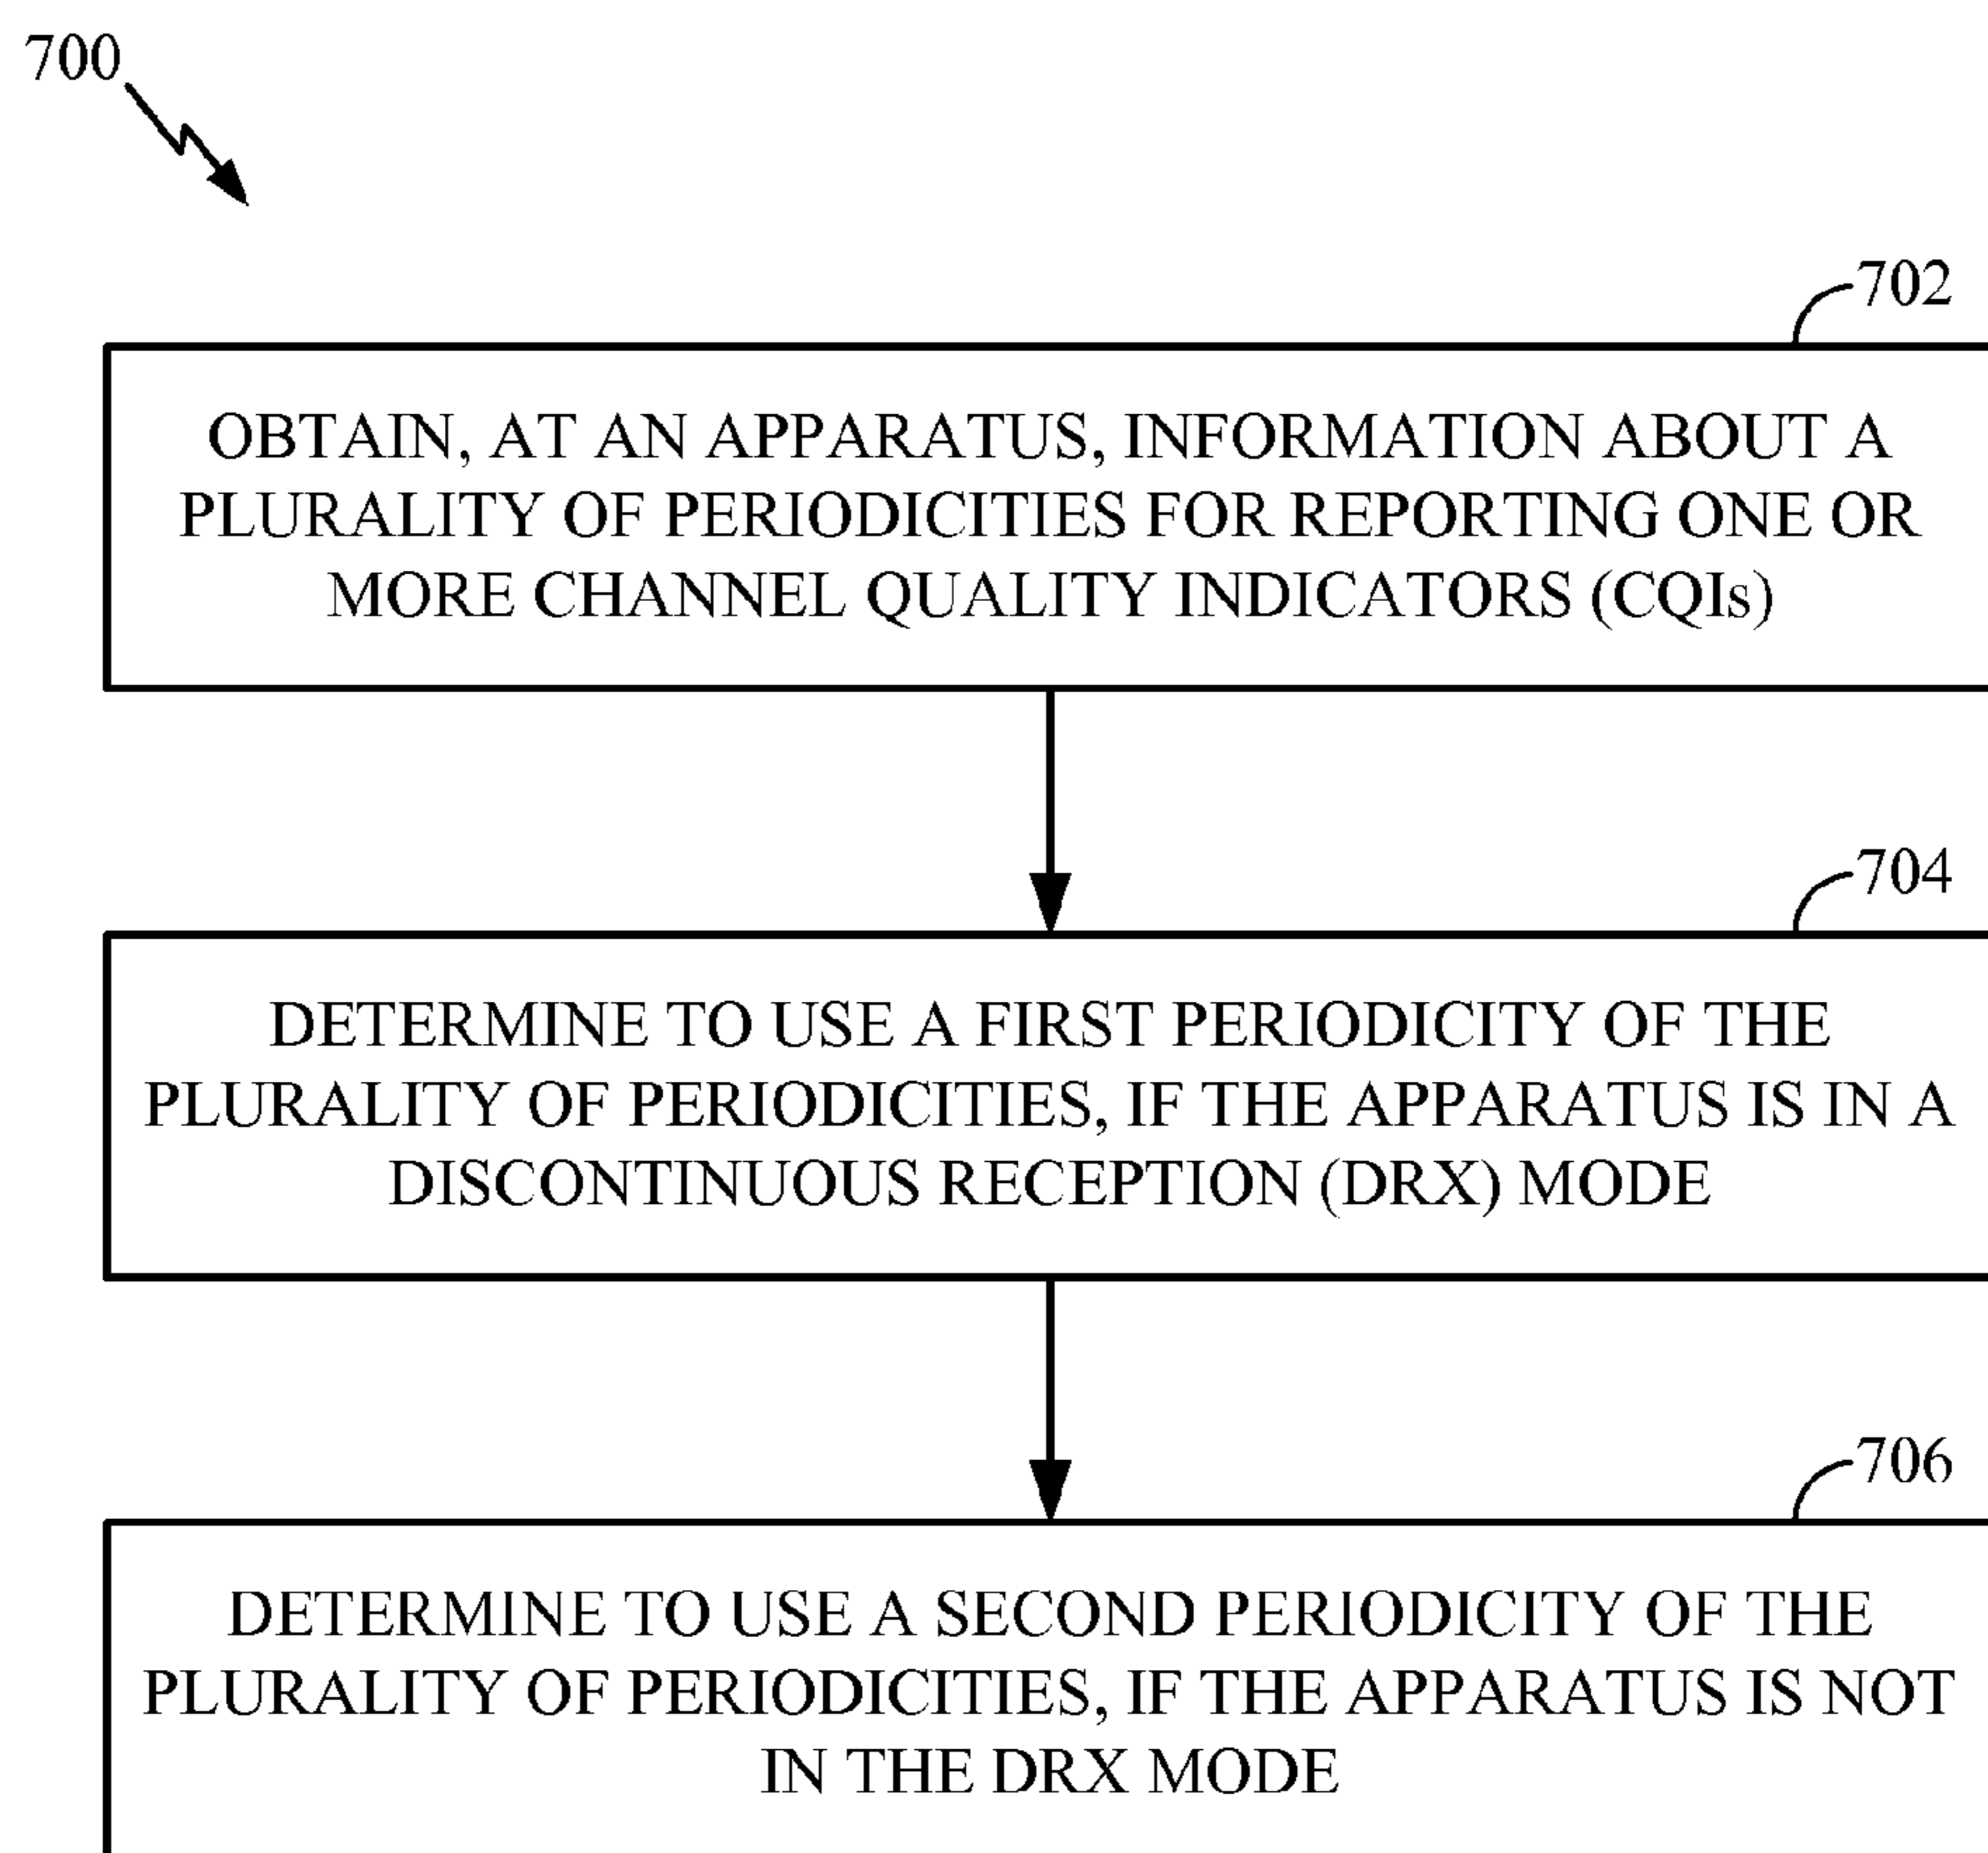 700
702
OBTAIN, AT AN APPARATUS, INFORMATION ABOUT A
PLURALITY OF PERIODICITIES FOR REPORTING ONE OR
MORE CHANNEL QUALITY INDICATORS (CQIs)
704
DETERMINE TO USE A FIRST PERIODICITY OF THE
PLURALITY OF PERIODICITIES, IF THE APPARATUS IS IN A
DISCONTINUOUS RECEPTION (DRX) MODE
706
DETERMINE TO USE A SECOND PERIODICITY OF THE
PLURALITY OF PERIODICITIES, IF THE APPARATUS IS NOT
IN THE DRX MODE